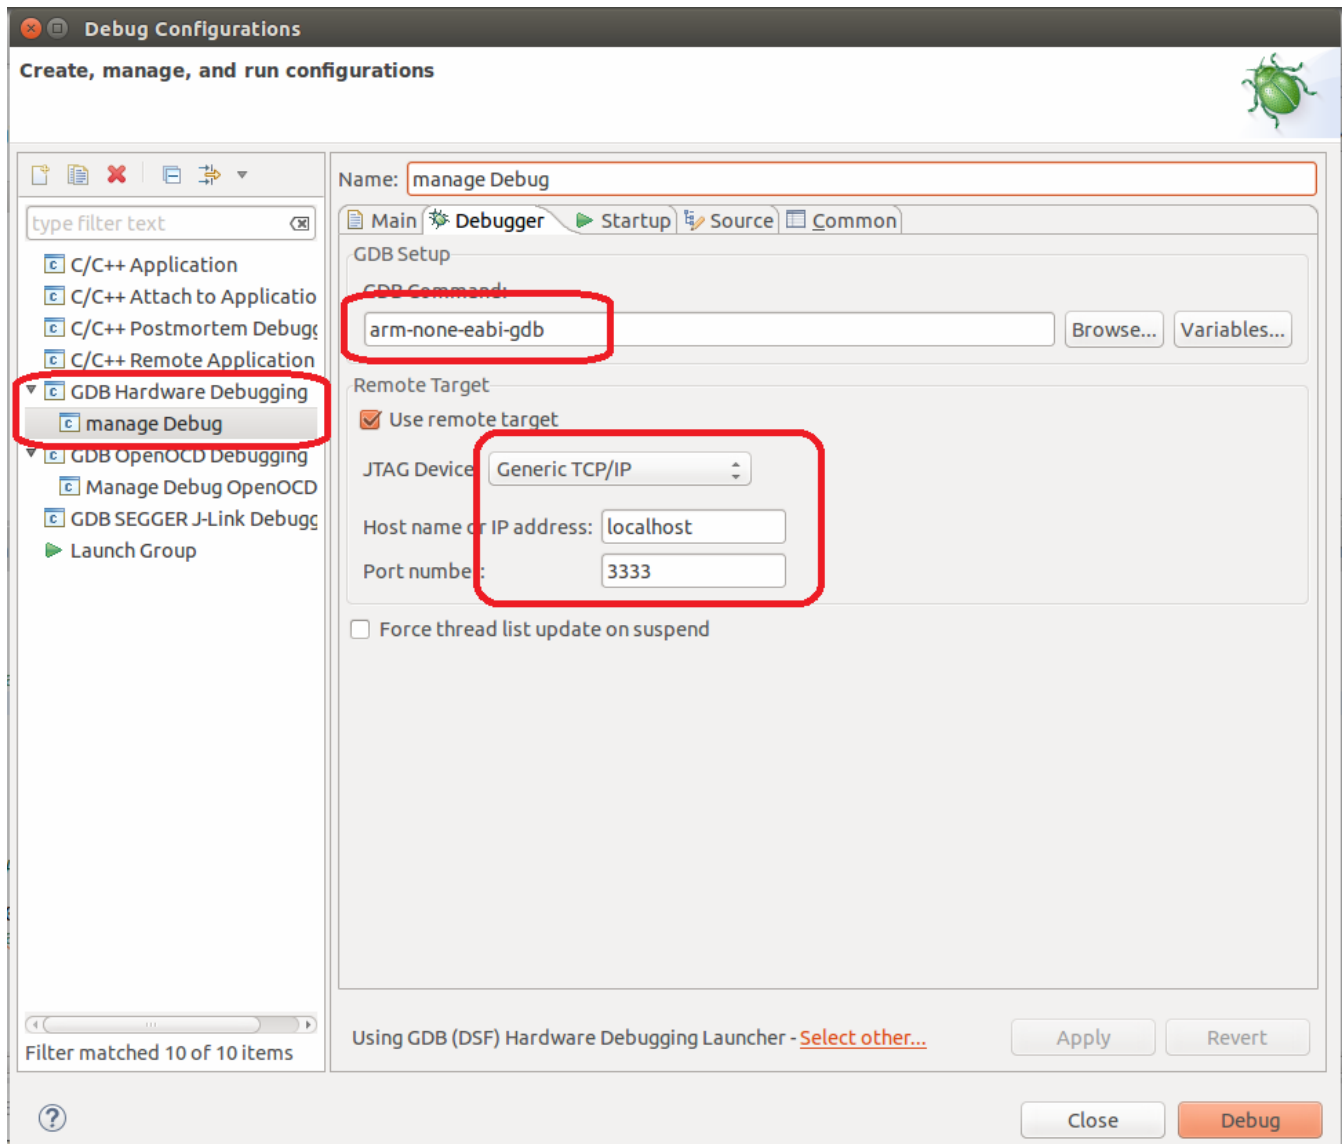 Debug Configurations
Create, manage, and run configurations
type filter text
C/C++ Application
C/C++ Attach to Applicatio
C/C++ Postmortem Debugg
C/C++ Remote Application
GDB Hardware Debugging
manage Debug
GDB OpenOCD Debugging
Manage Debug OpenOCD
GDB SEGGER J-Link Debugg
Launch Group
Filter matched 10 of 10 items
Name: manage Debug
Main Debugger Startup Source Common
GDB Setup
GDB Command:
arm-none-eabi-gdb Browse... Variables...
Remote Target
Use remote target
JTAG Device Generic TCP/IP
Host name or IP address: localhost
Port number: 3333
Force thread list update on suspend
Using GDB (DSF) Hardware Debugging Launcher - Select other...
Apply Revert
Close Debug